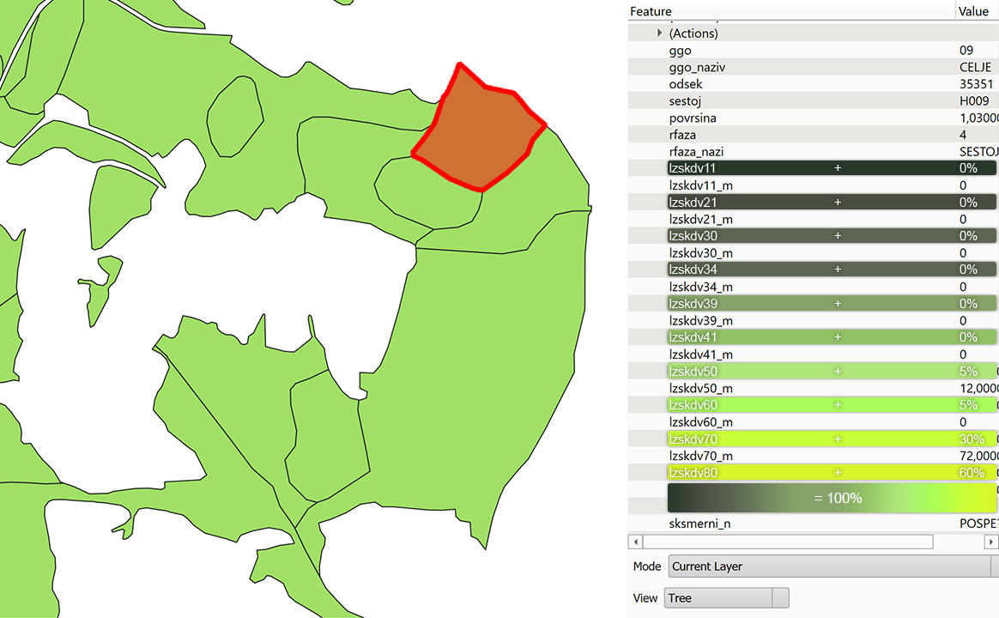 Feature Value
(Actions)
ggo 09
ggo_naziv CELJE
odsek 35351
sestoj H009
povrsina 1,03000
rfaza 4
rfaza_nazi SESTOJ
lzskdv11 + 0%
lzskdv11_m 0
lzskdv21 + 0%
lzskdv21_m 0
lzskdv30 + 0%
lzskdv30_m 0
lzskdv34 + 0%
lzskdv34_m 0
lzskdv39 + 0%
lzskdv39_m 0
lzskdv41 + 0%
lzskdv41_m 0
lzskdv50 + 5%
lzskdv50_m 12,0000
lzskdv60 + 5%
lzskdv60_m 0
lzskdv70 + 30%
lzskdv70_m 72,0000
lzskdv80 + 60%
= 100%
sksmerni_n POSPE
Mode Current Layer
View Tree